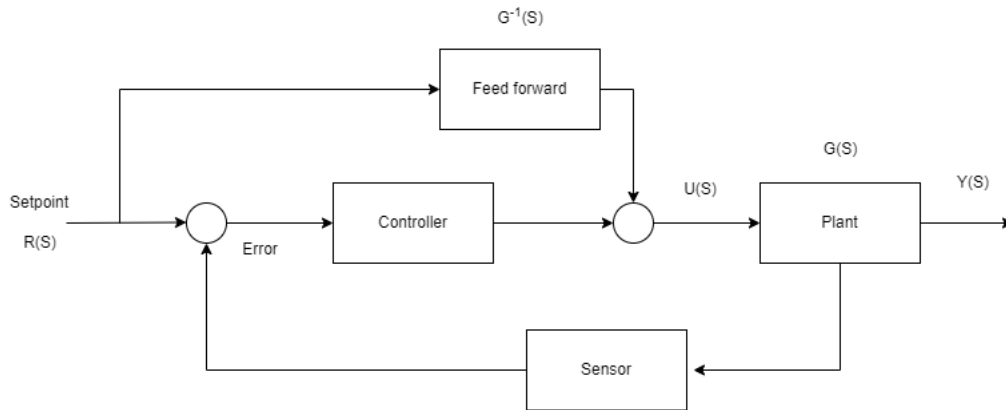 G⁻¹(S)
Feed forward
G(S)
Setpoint
R(S)
Error
Controller
U(S)
Plant
Y(S)
Sensor